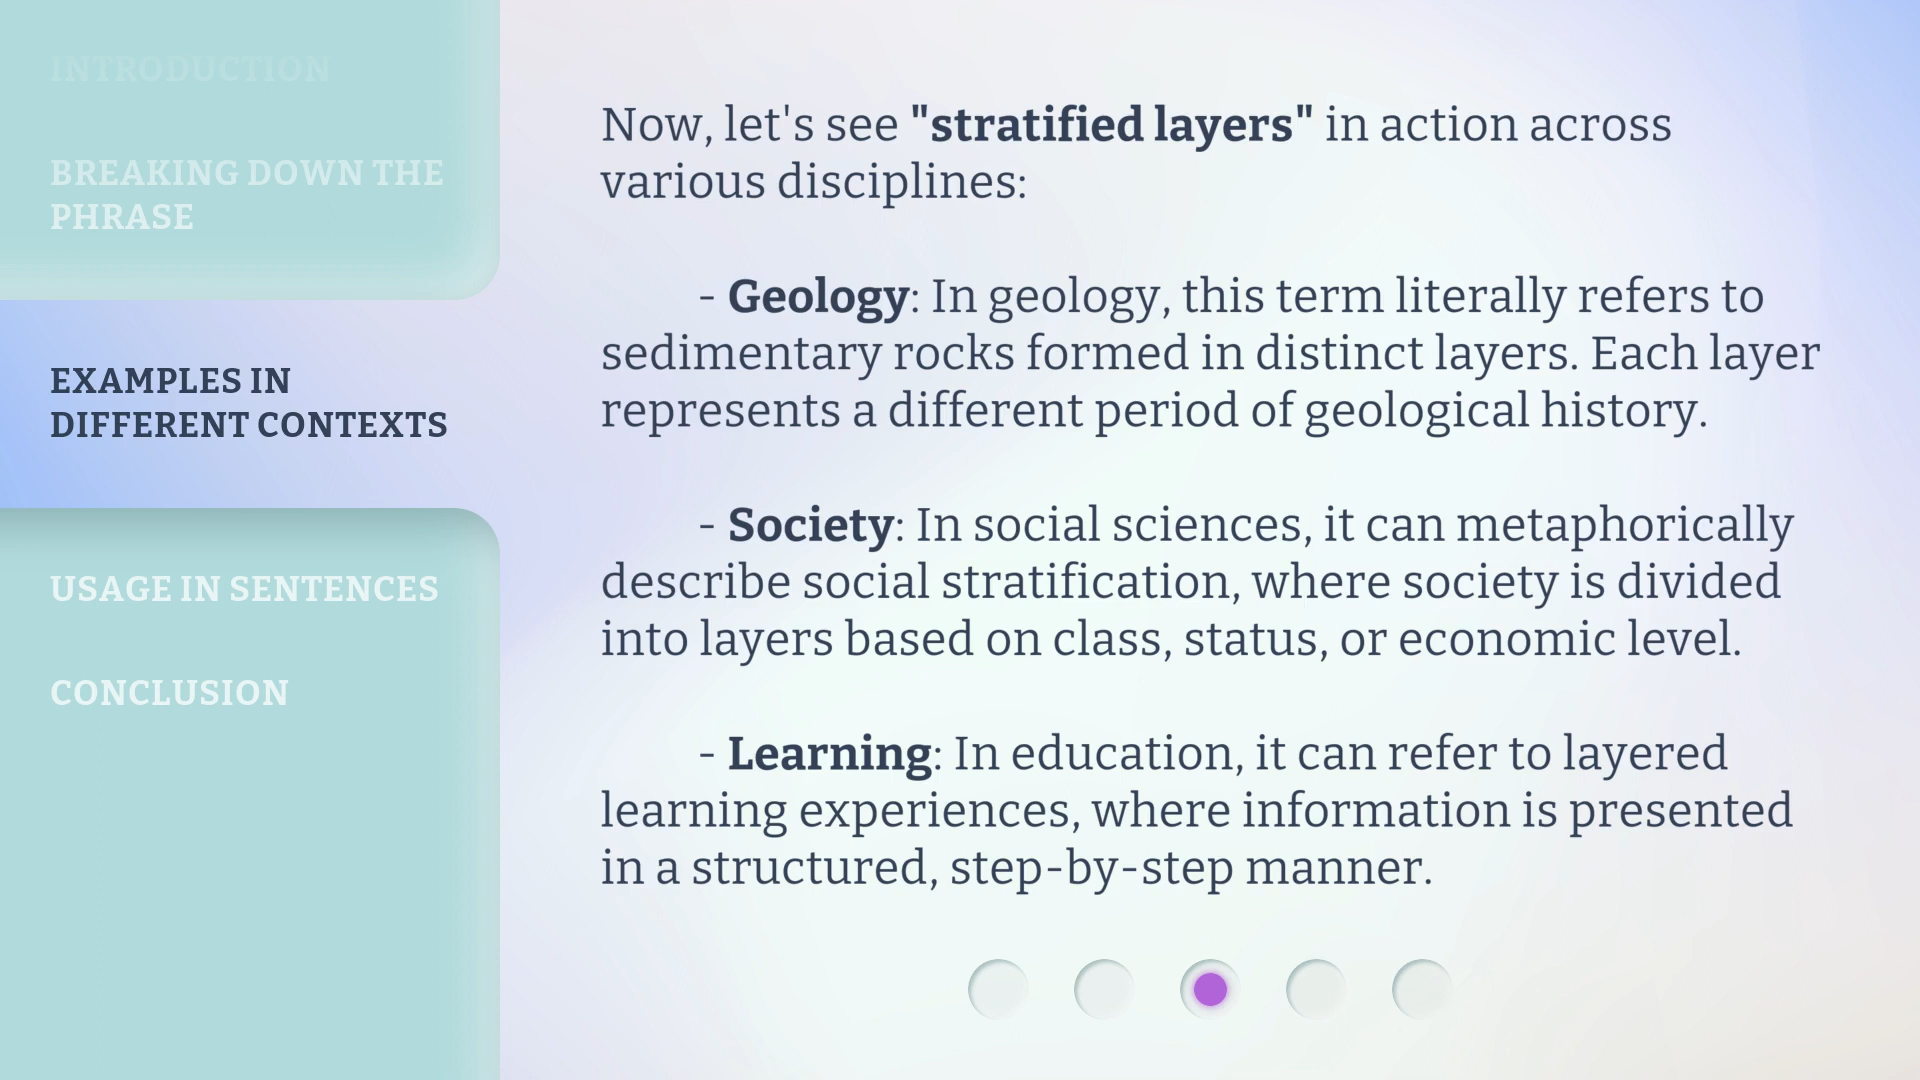 INTRODUCTION
BREAKING DOWN THE
PHRASE
EXAMPLES IN
DIFFERENT CONTEXTS
USAGE IN SENTENCES
CONCLUSION
Now, let's see "stratified layers" in action across
various disciplines:
- Geology: In geology, this term literally refers to
sedimentary rocks formed in distinct layers. Each layer
represents a different period of geological history.
- Society: In social sciences, it can metaphorically
describe social stratification, where society is divided
into layers based on class, status, or economic level.
- Learning: In education, it can refer to layered
learning experiences, where information is presented
in a structured, step-by-step manner.